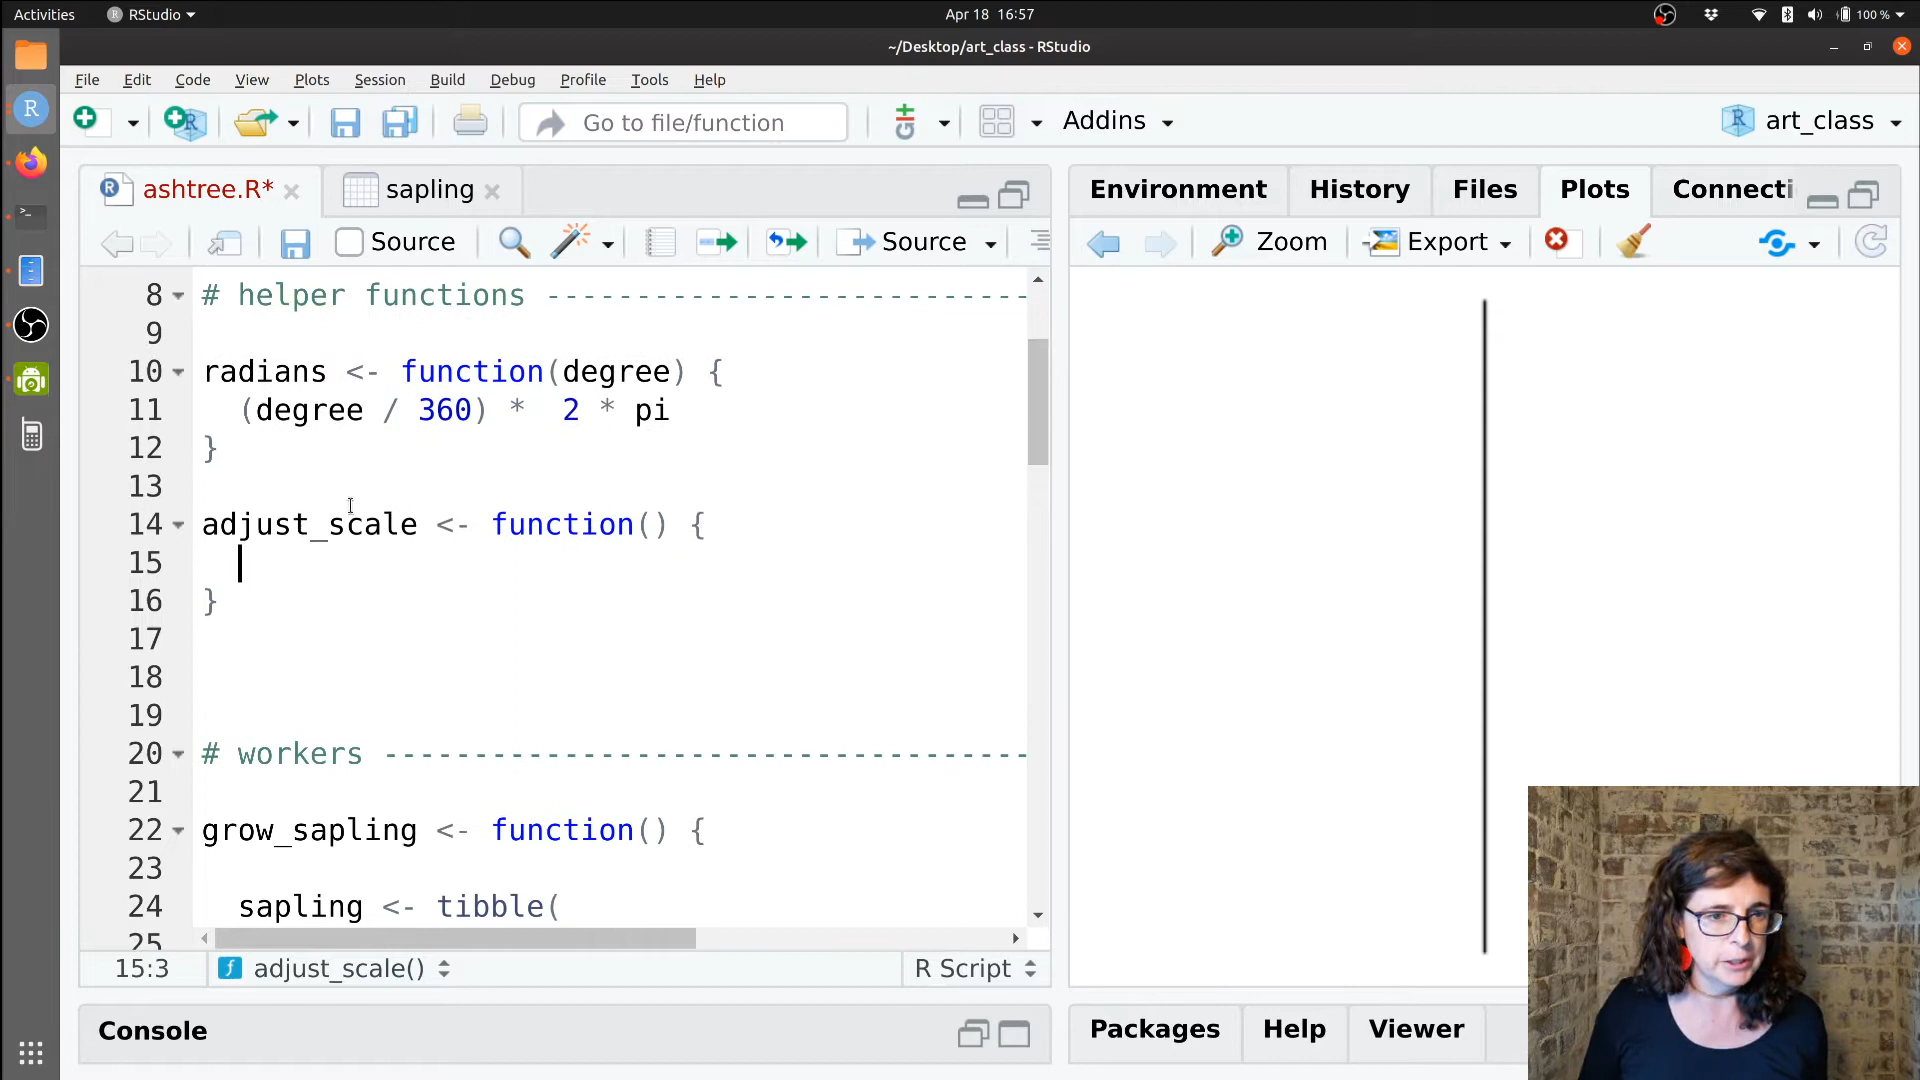 Activities RStudio Apr 18 16:57 100 %
~/Desktop/art_class - RStudio
File Edit Code View Plots Session Build Debug Profile Tools Help
Go to file/function Addins art_class
ashtree.R* sapling
Source Source
8 # helper functions ---------------------------
9
10 radians <- function(degree) {
11 (degree / 360) *  2 * pi
12 }
13
14 adjust_scale <- function() {
15
16 }
17
18
19
20 # workers ------------------------------------
21
22 grow_sapling <- function() {
23
24 sapling <- tibble(
25
15:3 adjust_scale() R Script
Console
Environment History Files Plots Connecti
Zoom Export
Packages Help Viewer